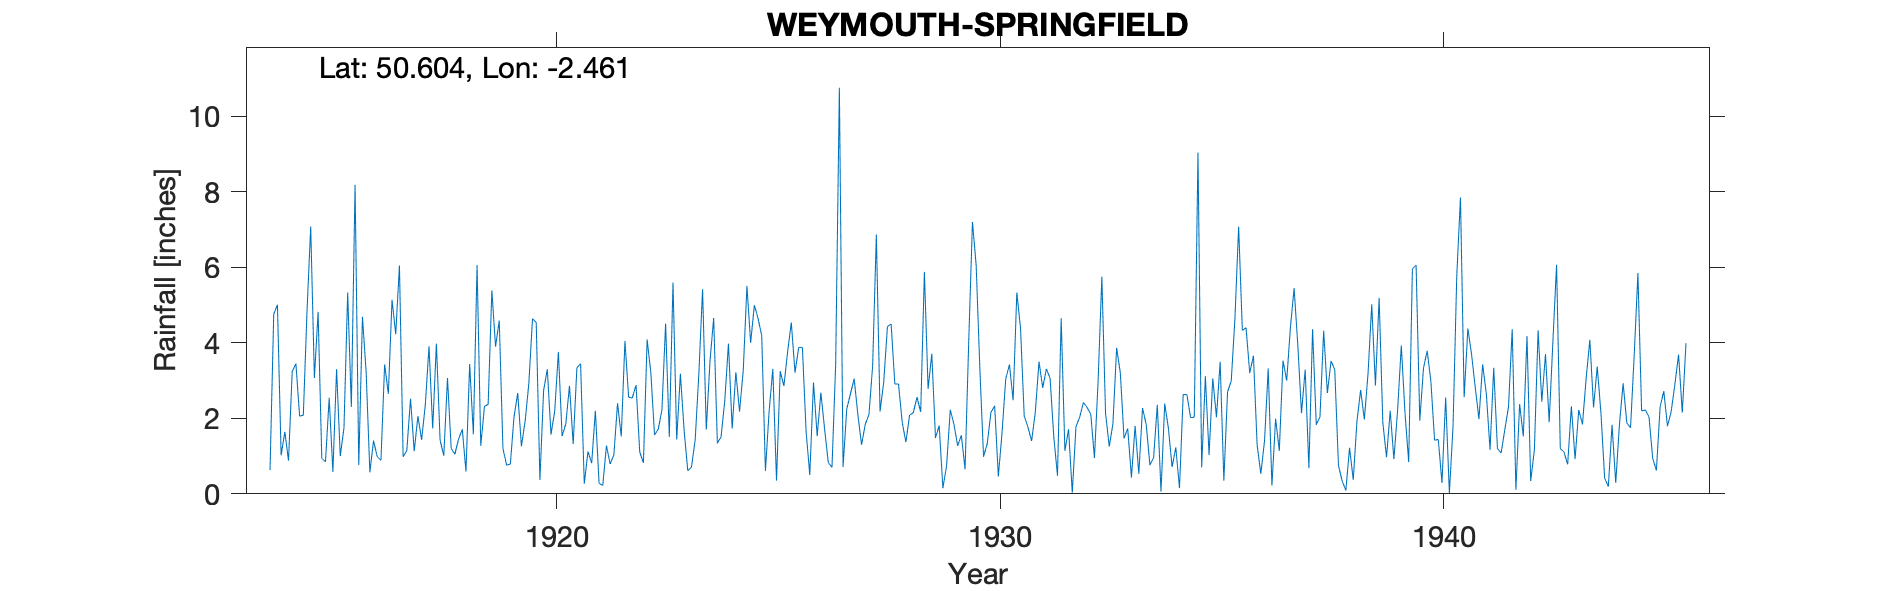 WEYMOUTH-SPRINGFIELD
Lat: 50.604, Lon: -2.461
10
8
6
4
2
0
Rainfall [inches]
1920 1930 1940
Year